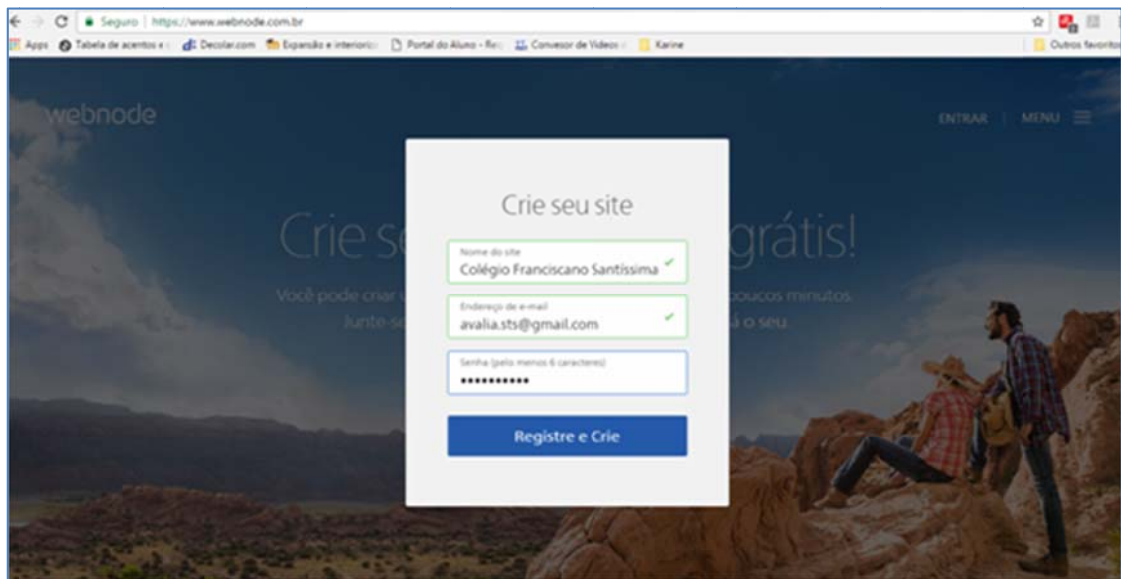 Seguro | https://www.webnode.com.br
Apps Tabela de acentos e c Decolar.com Expansão e interioriz Portal do Aluno - Reg Convesor de Videos Karine Outros favoritos
webnode
ENTRAR | MENU
Crie se grátis!
Você pode criar poucos minutos.
Junte-se á o seu.
Crie seu site
Nome do site
Colégio Franciscano Santíssima
Endereço de e-mail
avalia.sts@gmail.com
Senha (pelo menos 6 caracteres)
••••••••••
Registre e Crie